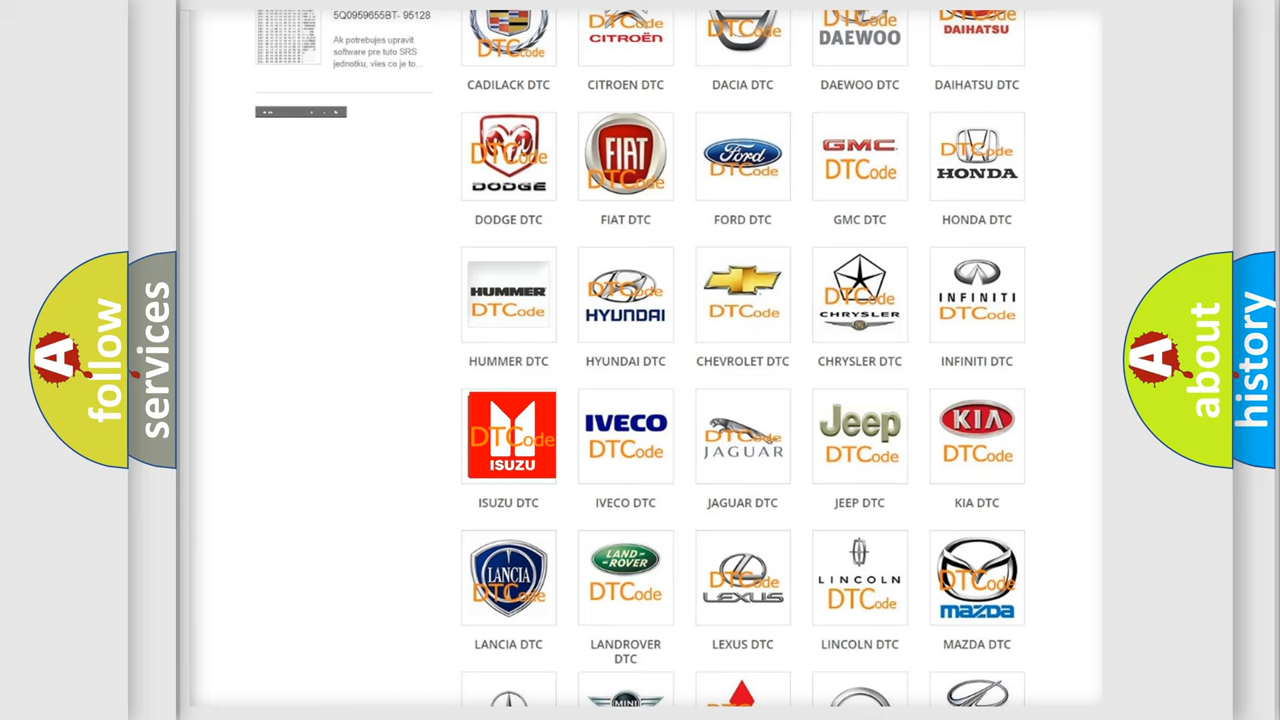 5Q0959655BT- 95128
Ak potrebujes upravit
software pre tuto SRS
jednotku, vies co je to...
DTCode
DTCode
CITROËN
DTCode
DTCode
DAEWOO
DTCode
DAIHATSU
CADILACK DTC
CITROEN DTC
DACIA DTC
DAEWOO DTC
DAIHATSU DTC
DTCode
DODGE
FIAT
DTCode
Ford
DTCode
GMC
DTCode
DTCode
HONDA
DODGE DTC
FIAT DTC
FORD DTC
GMC DTC
HONDA DTC
HUMMER
DTCode
DTCode
HYUNDAI
DTCode
DTCode
CHRYSLER
INFINITI
DTCode
HUMMER DTC
HYUNDAI DTC
CHEVROLET DTC
CHRYSLER DTC
INFINITI DTC
DTCode
ISUZU
IVECO
DTCode
DTCode
JAGUAR
Jeep
DTCode
KIA
DTCode
ISUZU DTC
IVECO DTC
JAGUAR DTC
JEEP DTC
KIA DTC
LANCIA
DTCode
LAND-
ROVER
DTCode
DTCode
LEXUS
LINCOLN
DTCode
DTCode
mazda
LANCIA DTC
LANDROVER
DTC
LEXUS DTC
LINCOLN DTC
MAZDA DTC
MINI
A
follow
services
A
about
history